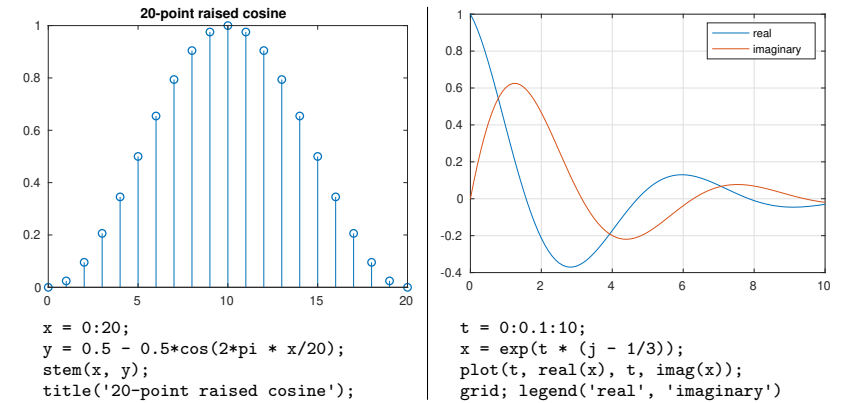 20-point raised cosine
1
0.8
0.6
0.4
0.2
0
0 5 10 15 20
x = 0:20;
y = 0.5 - 0.5*cos(2*pi * x/20);
stem(x, y);
title('20-point raised cosine');
1
0.8
0.6
0.4
0.2
0
-0.2
-0.4
0 2 4 6 8 10
real
imaginary
t = 0:0.1:10;
x = exp(t * (j - 1/3));
plot(t, real(x), t, imag(x));
grid; legend('real', 'imaginary')